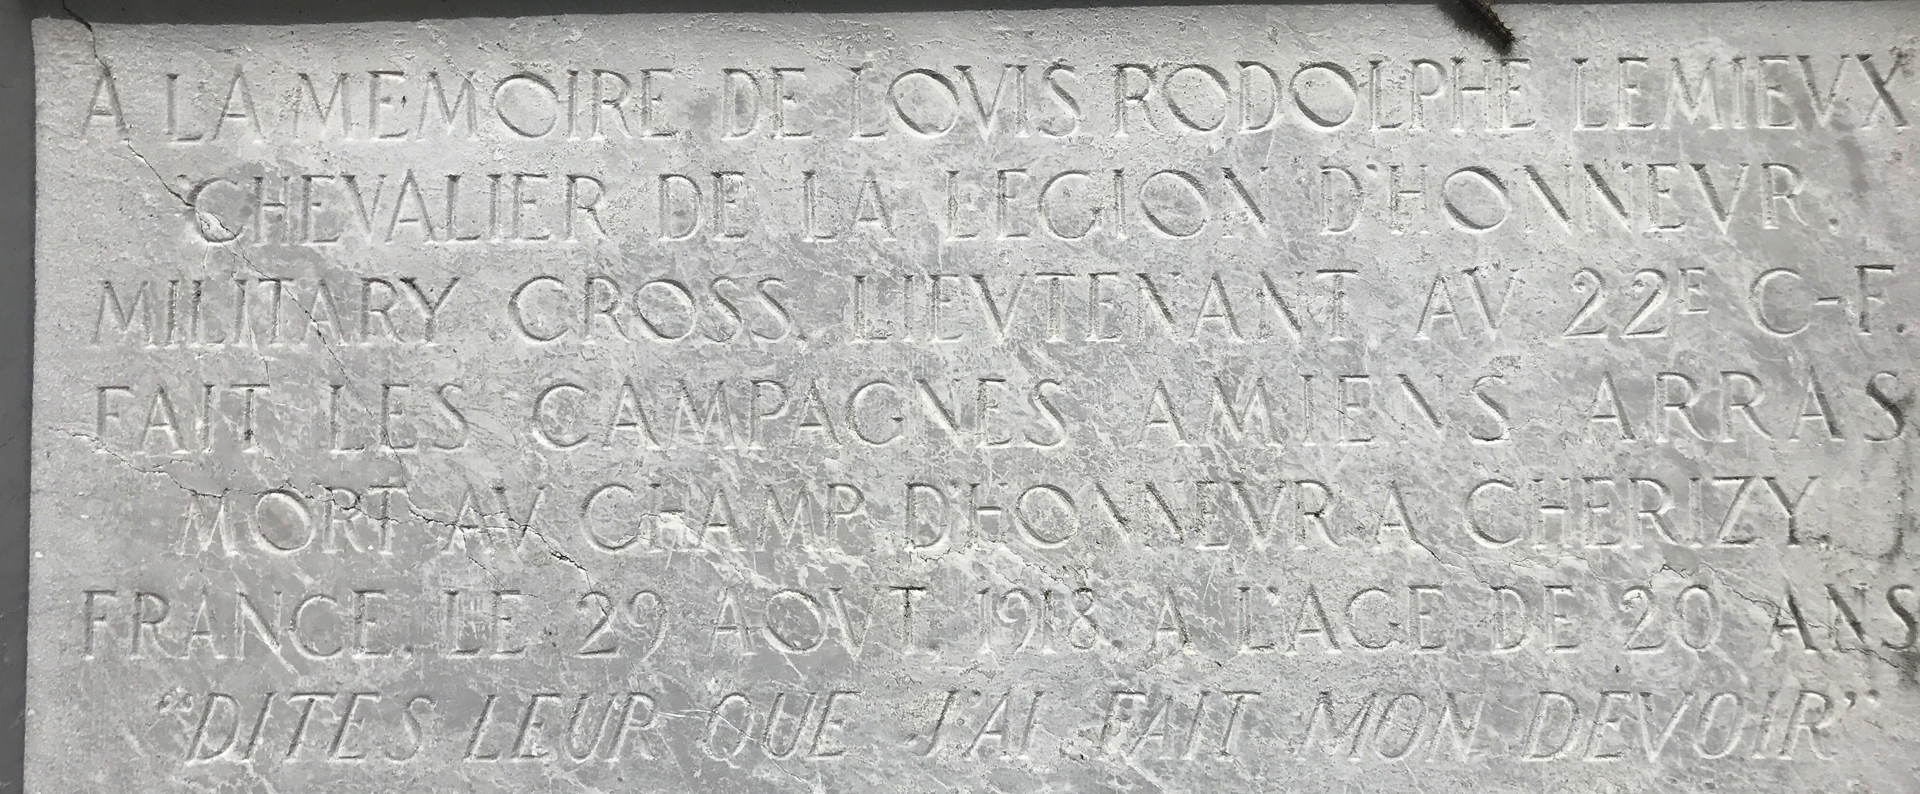 A LA MEMOIRE DE LOVIS RODOLPHE LEMIEVX
CHEVALIER DE LA LEGION D'HONNEVR,
MILITARY CROSS, LIEVTENANT AV 22E C-F.
FAIT LES CAMPAGNES AMIENS ARRAS
MORT AV CHAMP D'HONNEVR A CHERIZY,
FRANCE, LE 29 AOVT, 1918, A L'AGE DE 20 ANS
"DITES LEUR QUE J'AI FAIT MON DEVOIR"